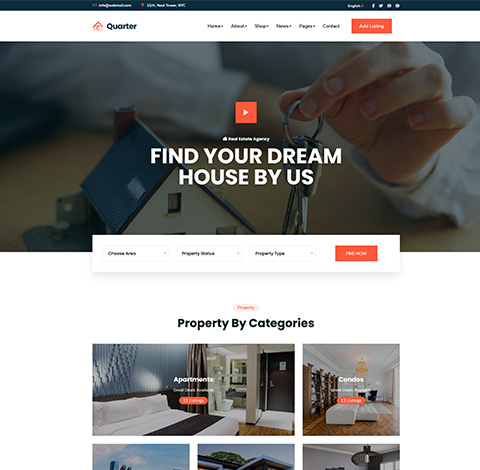 info@webmail.com
15/A, Nest Tower, NYC
English
Quarter
Home
About
Shop
News
Pages
Contact
Add Listing
Real Estate Agency
FIND YOUR DREAM
HOUSE BY US
Choose Area
Property Status
Property Type
FIND NOW
Property
Property By Categories
Apartments
Great Deals Available
Listings
Condos
Great Deals Available
Listings